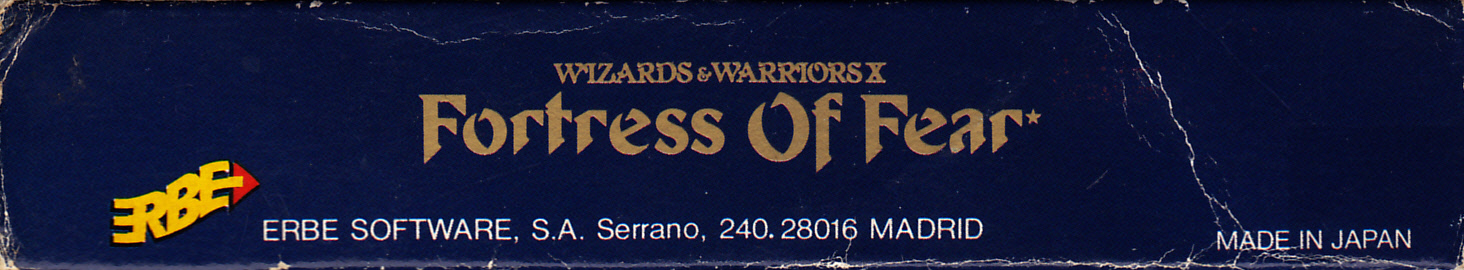 WIZARDS & WARRIORS X
Fortress Of Fear*
ERBE
ERBE SOFTWARE, S.A. Serrano, 240. 28016 MADRID
MADE IN JAPAN